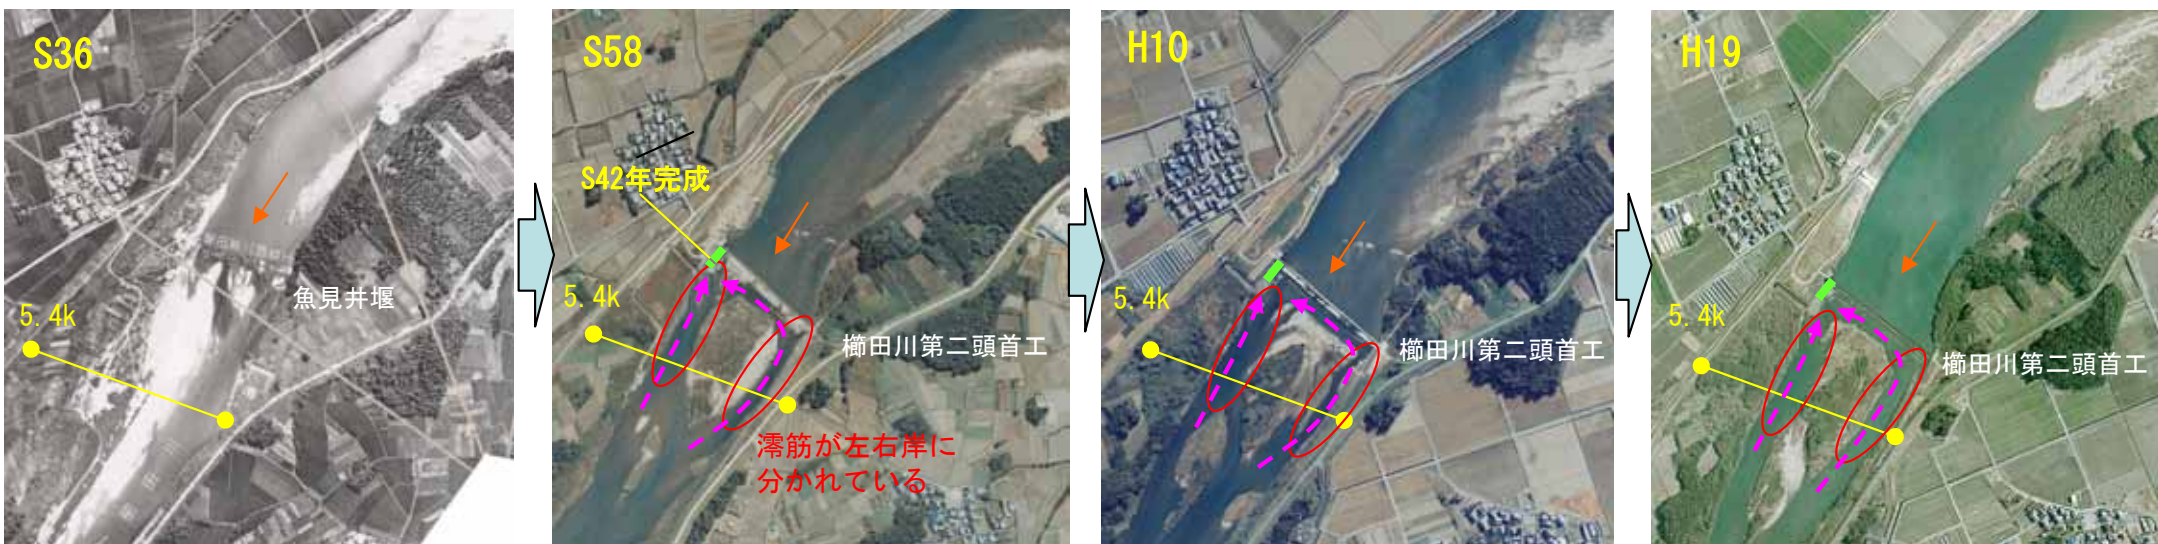 S36
魚見井堰
5.4k
S58
S42年完成
5.4k
櫛田川第二頭首工
澪筋が左右岸に
分かれている
H10
5.4k
櫛田川第二頭首工
H19
5.4k
櫛田川第二頭首工